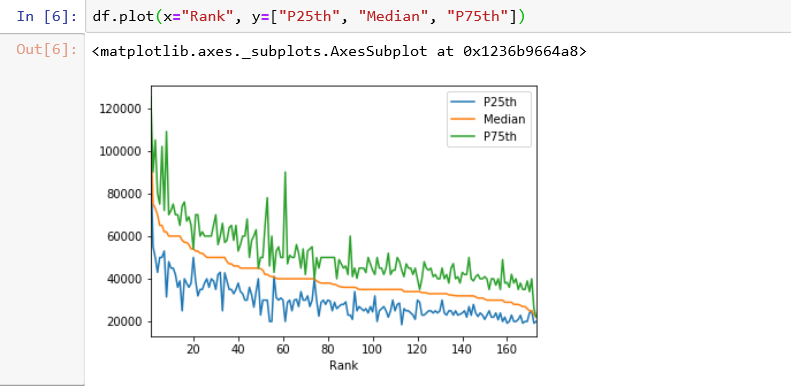 In [6]: df.plot(x="Rank", y=["P25th", "Median", "P75th"])
Out[6]: <matplotlib.axes._subplots.AxesSubplot at 0x1236b9664a8>
P25th
Median
P75th
120000
100000
80000
60000
40000
20000
20 40 60 80 100 120 140 160
Rank